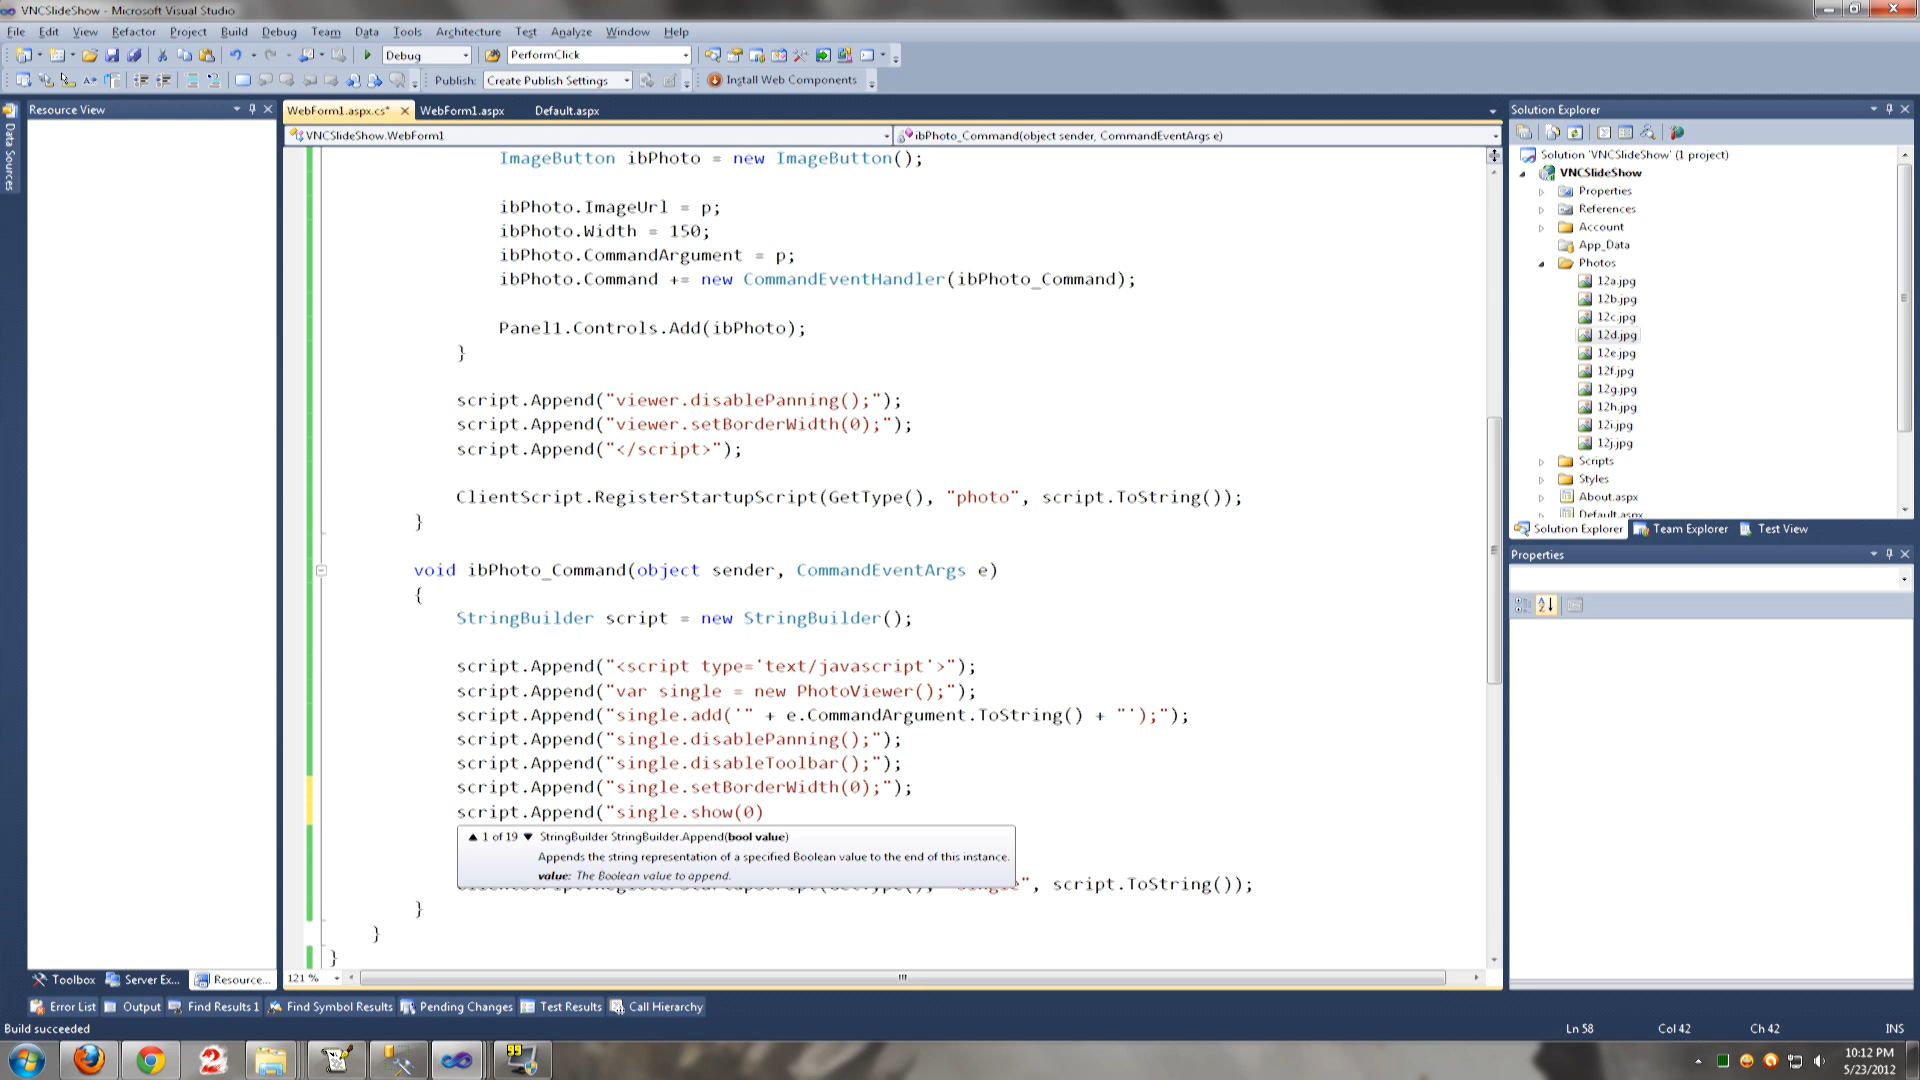 VNCSlideShow - Microsoft Visual Studio
File Edit View Refactor Project Build Debug Team Data Tools Architecture Test Analyze Window Help
Debug PerformClick
Publish: Create Publish Settings Install Web Components
Data Sources
Resource View
WebForm1.aspx.cs* WebForm1.aspx Default.aspx
VNCSlideShow.WebForm1 ibPhoto_Command(object sender, CommandEventArgs e)
ImageButton ibPhoto = new ImageButton();
ibPhoto.ImageUrl = p;
ibPhoto.Width = 150;
ibPhoto.CommandArgument = p;
ibPhoto.Command += new CommandEventHandler(ibPhoto_Command);
Panel1.Controls.Add(ibPhoto);
}
script.Append("viewer.disablePanning();");
script.Append("viewer.setBorderWidth(0);");
script.Append("</script>");
ClientScript.RegisterStartupScript(GetType(), "photo", script.ToString());
}
void ibPhoto_Command(object sender, CommandEventArgs e)
{
StringBuilder script = new StringBuilder();
script.Append("<script type='text/javascript'>");
script.Append("var single = new PhotoViewer();");
script.Append("single.add('" + e.CommandArgument.ToString() + "');");
script.Append("single.disablePanning();");
script.Append("single.disableToolbar();");
script.Append("single.setBorderWidth(0);");
script.Append("single.show(0)
1 of 19 StringBuilder StringBuilder.Append(bool value)
Appends the string representation of a specified Boolean value to the end of this instance.
value: The Boolean value to append.
", script.ToString());
}
}
}
121 %
Solution Explorer
Solution 'VNCSlideShow' (1 project)
VNCSlideShow
Properties
References
Account
App_Data
Photos
12a.jpg
12b.jpg
12c.jpg
12d.jpg
12e.jpg
12f.jpg
12g.jpg
12h.jpg
12i.jpg
12j.jpg
Scripts
Styles
About.aspx
Default.aspx
Solution Explorer Team Explorer Test View
Properties
Toolbox Server Ex... Resource...
Error List Output Find Results 1 Find Symbol Results Pending Changes Test Results Call Hierarchy
Build succeeded Ln 58 Col 42 Ch 42 INS
99
10:12 PM
5/23/2012